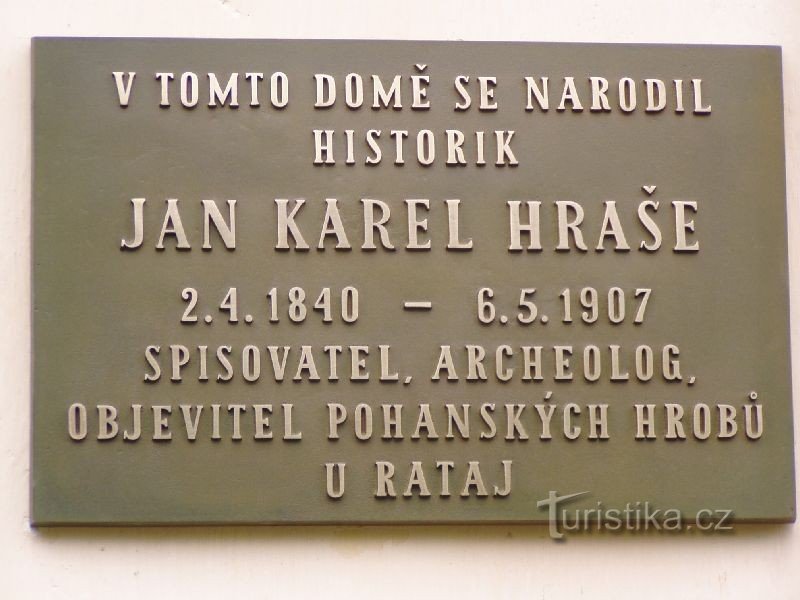 V TOMTO DOMĚ SE NARODIL
HISTORIK
JAN KAREL HRAŠE
2.4.1840 – 6.5.1907
SPISOVATEL, ARCHEOLOG,
OBJEVITEL POHANSKÝCH HROBŮ
U RATAJ
Turistika.cz